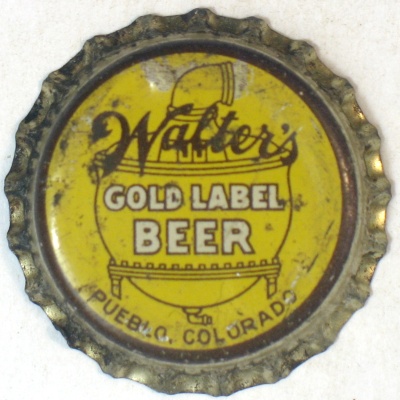 Walter's
GOLD LABEL
BEER
PUEBLO, COLORADO